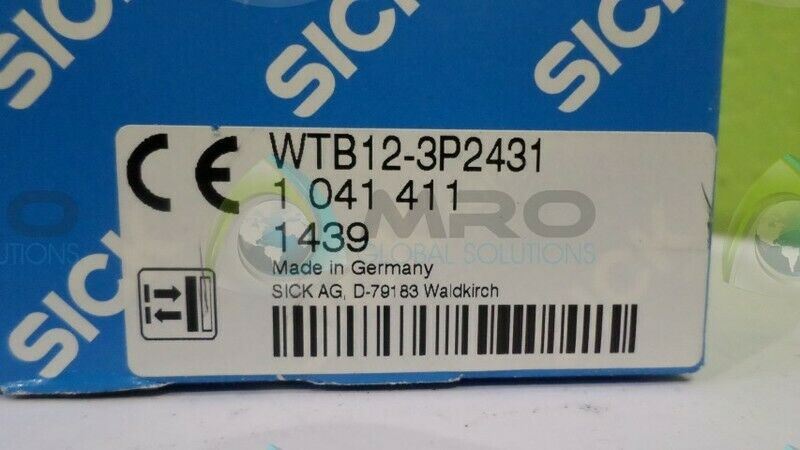 SICK
SICK
SICK
SICK
CE WTB12-3P2431
1 041 411
1439
Made in Germany
SICK AG, D-79183 Waldkirch
MRO
GLOBAL SOLUTIONS